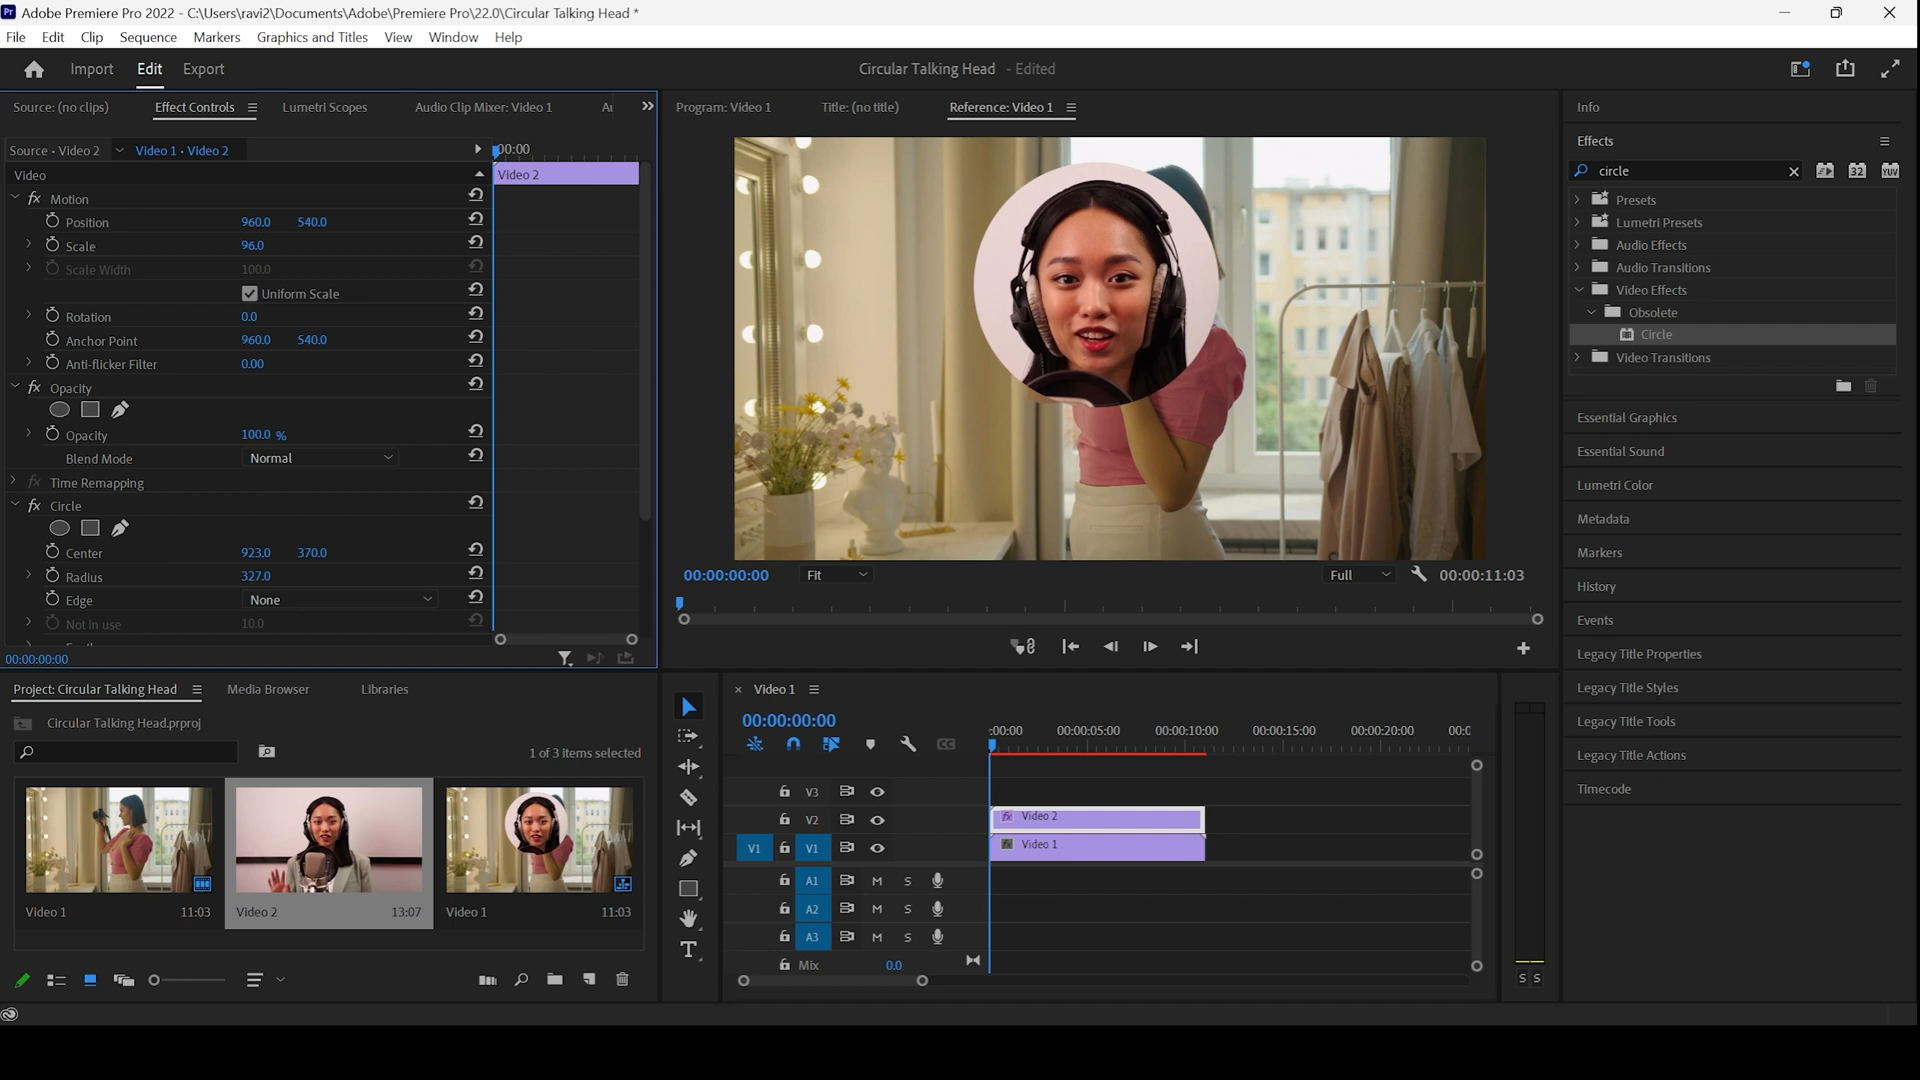 Pr Adobe Premiere Pro 2022 - C:\Users\ravi2\Documents\Adobe\Premiere Pro\22.0\Circular Talking Head *
File Edit Clip Sequence Markers Graphics and Titles View Window Help
Import Edit Export
Circular Talking Head - Edited
Source: (no clips) Effect Controls Lumetri Scopes Audio Clip Mixer: Video 1
Source • Video 2 Video 1 • Video 2
:00:00
Video
Video 2
fx Motion
Position 960.0 540.0
Scale 96.0
Scale Width 100.0
Uniform Scale
Rotation 0.0
Anchor Point 960.0 540.0
Anti-flicker Filter 0.00
fx Opacity
Opacity 100.0 %
Blend Mode Normal
fx Time Remapping
fx Circle
Center 923.0 370.0
Radius 327.0
Edge None
Not in use 10.0
00:00:00:00
Program: Video 1 Title: (no title) Reference: Video 1
00:00:00:00 Fit Full 00:00:11:03
Info
Effects
circle 32 YUV
Presets
Lumetri Presets
Audio Effects
Audio Transitions
Video Effects
Obsolete
Circle
Video Transitions
Essential Graphics
Essential Sound
Lumetri Color
Metadata
Markers
History
Events
Legacy Title Properties
Legacy Title Styles
Legacy Title Tools
Legacy Title Actions
Timecode
Project: Circular Talking Head Media Browser Libraries
Circular Talking Head.prproj
1 of 3 items selected
Video 1 11:03
Video 2 13:07
Video 1 11:03
T
× Video 1
00:00:00:00
:00:00 00:00:05:00 00:00:10:00 00:00:15:00 00:00:20:00 00:0
CC
V3
V2 fx Video 2
V1 V1 fx Video 1
A1 M S
A2 M S
A3 M S
Mix 0.0
S S